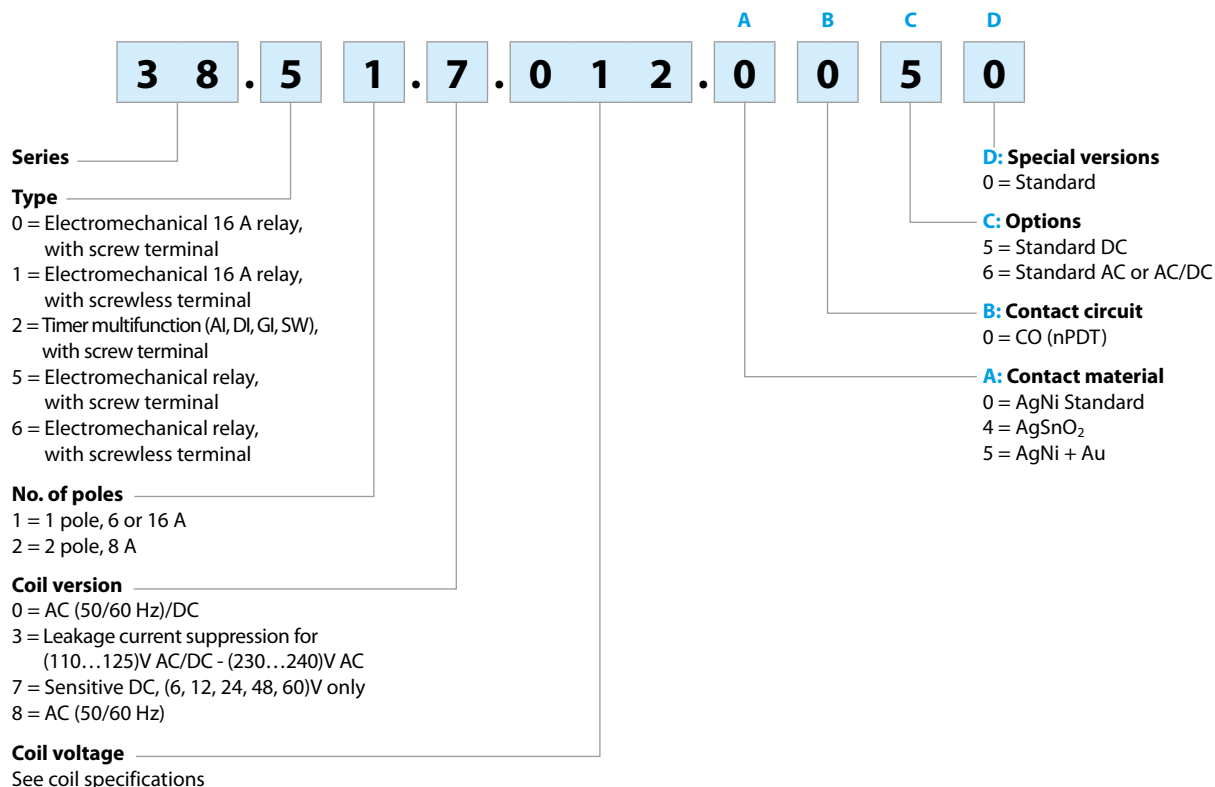 A B C D
3 8 . 5 1 . 7 . 0 1 2 . 0 0 5 0
Series
Type
0 = Electromechanical 16 A relay,
with screw terminal
1 = Electromechanical 16 A relay,
with screwless terminal
2 = Timer multifunction (AI, DI, GI, SW),
with screw terminal
5 = Electromechanical relay,
with screw terminal
6 = Electromechanical relay,
with screwless terminal
No. of poles
1 = 1 pole, 6 or 16 A
2 = 2 pole, 8 A
Coil version
0 = AC (50/60 Hz)/DC
3 = Leakage current suppression for
(110…125)V AC/DC - (230…240)V AC
7 = Sensitive DC, (6, 12, 24, 48, 60)V only
8 = AC (50/60 Hz)
Coil voltage
See coil specifications
D: Special versions
0 = Standard
C: Options
5 = Standard DC
6 = Standard AC or AC/DC
B: Contact circuit
0 = CO (nPDT)
A: Contact material
0 = AgNi Standard
4 = AgSnO₂
5 = AgNi + Au